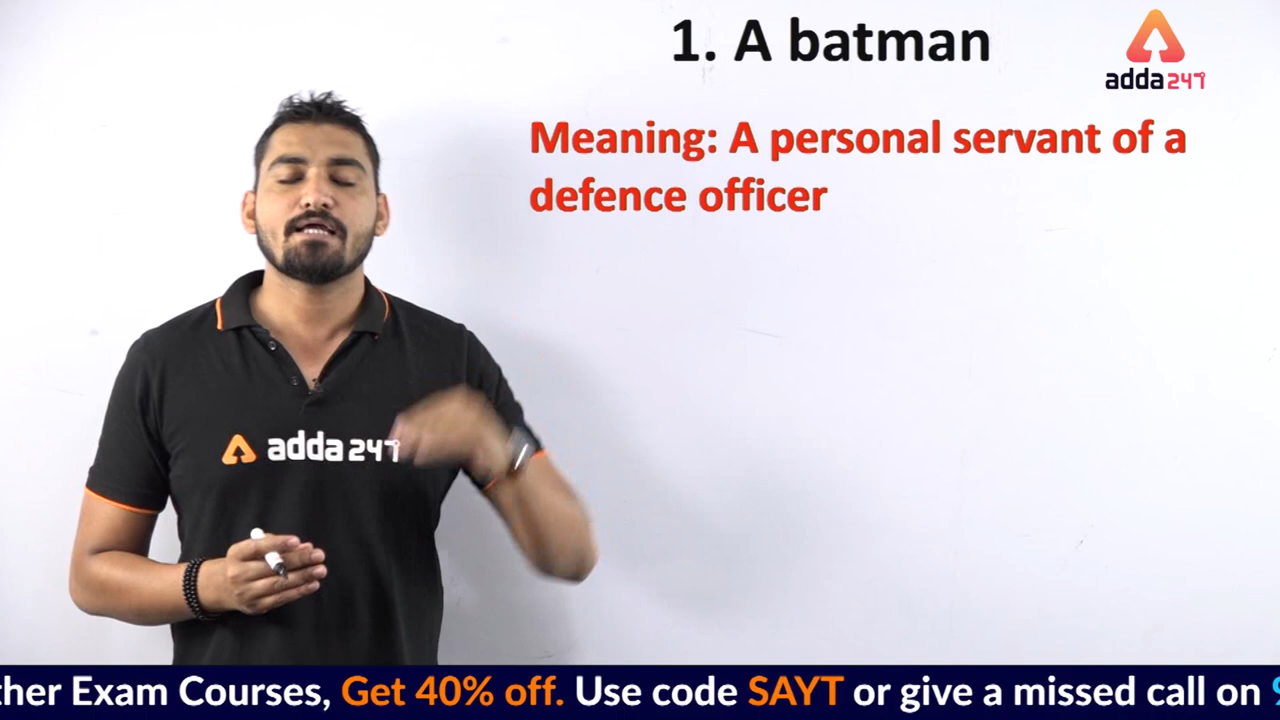 1. A batman
adda247
Meaning: A personal servant of a
defence officer
adda247
ther Exam Courses, Get 40% off. Use code SAYT or give a missed call on 9